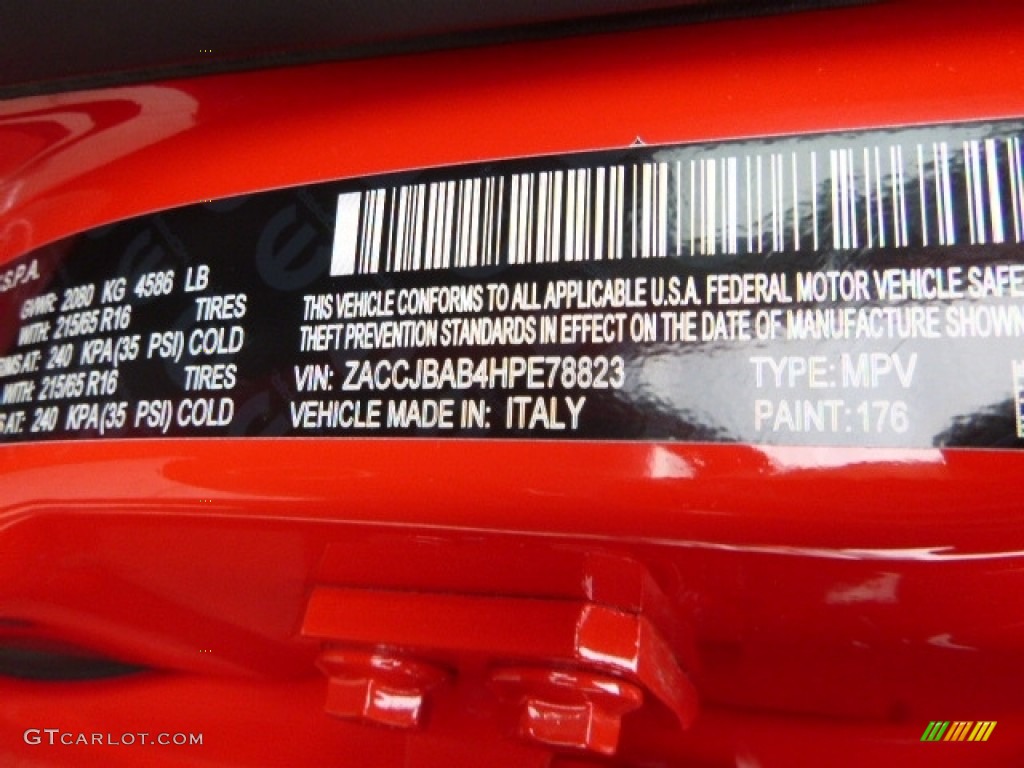 S.P.A.
GVWR: 2080 KG 4586 LB
WITH: 215/65 R16 TIRES
AT: 240 KPA(35 PSI) COLD
WITH: 215/65 R16 TIRES
AT: 240 KPA(35 PSI) COLD
THIS VEHICLE CONFORMS TO ALL APPLICABLE U.S.A. FEDERAL MOTOR VEHICLE SAFE
THEFT PREVENTION STANDARDS IN EFFECT ON THE DATE OF MANUFACTURE SHOWN
VIN: ZACCJBAB4HPE78823 TYPE: MPV
VEHICLE MADE IN: ITALY PAINT: 176
GTCARLOT.COM